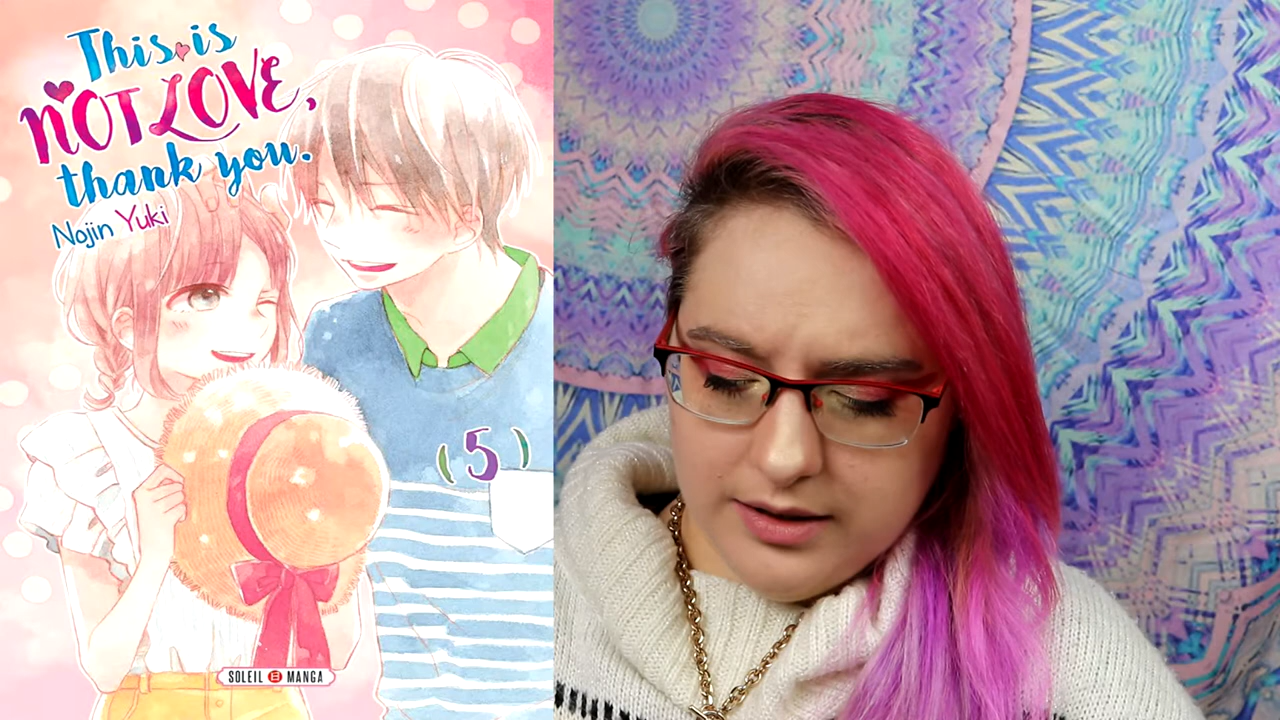 This is
NOT LOVE,
thank you.
Nojin Yuki
(5)
SOLEIL MANGA